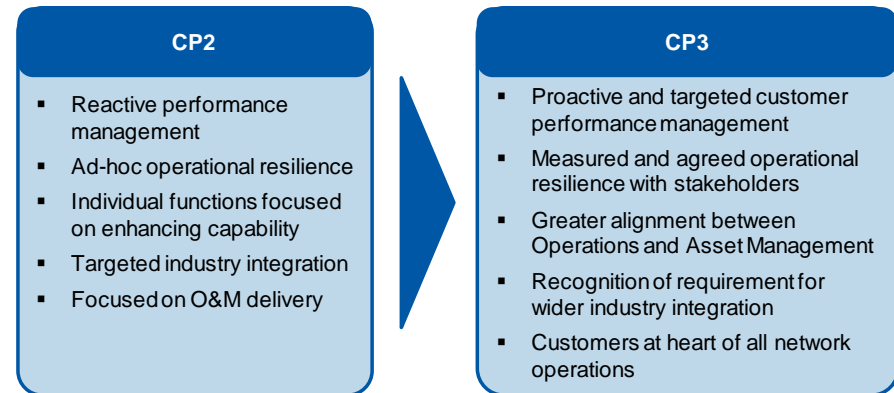 CP2
▪ Reactive performance
management
▪ Ad-hoc operational resilience
▪ Individual functions focused
on enhancing capability
▪ Targeted industry integration
▪ Focused on O&M delivery
CP3
▪ Proactive and targeted customer
performance management
▪ Measured and agreed operational
resilience with stakeholders
▪ Greater alignment between
Operations and Asset Management
▪ Recognition of requirement for
wider industry integration
▪ Customers at heart of all network
operations